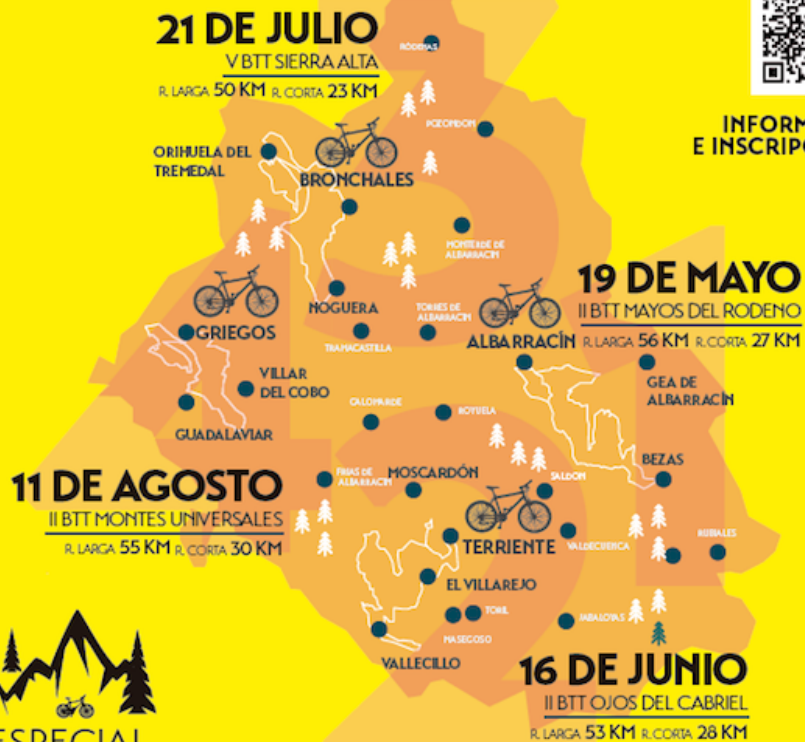 21 DE JULIO
V BTT SIERRA ALTA
R. LARGA 50 KM R. CORTA 23 KM
RÓDENAS
POZONDÓN
INFORM
E INSCRIP
ORIHUELA DEL
TREMEDAL
BRONCHALES
MONTERDE DE
ALBARRACÍN
19 DE MAYO
II BTT MAYOS DEL RODENO
R. LARGA 56 KM R. CORTA 27 KM
NOGUERA
TORRES DE
ALBARRACÍN
GRIEGOS
TRAMACASTILLA
ALBARRACÍN
GEA DE
ALBARRACÍN
VILLAR
DEL COBO
CALOMARDE
ROYUELA
GUADALAVIAR
BEZAS
11 DE AGOSTO
II BTT MONTES UNIVERSALES
R. LARGA 55 KM R. CORTA 30 KM
FRIAS DE
ALBARRACÍN
MOSCARDÓN
SALDON
TERRIENTE
VALDECUENCA
RUBIALES
EL VILLAREJO
TORIL
MASEGOSO
JABALOYAS
VALLECILLO
16 DE JUNIO
II BTT OJOS DEL CABRIEL
R. LARGA 53 KM R. CORTA 28 KM
ESPECIAL